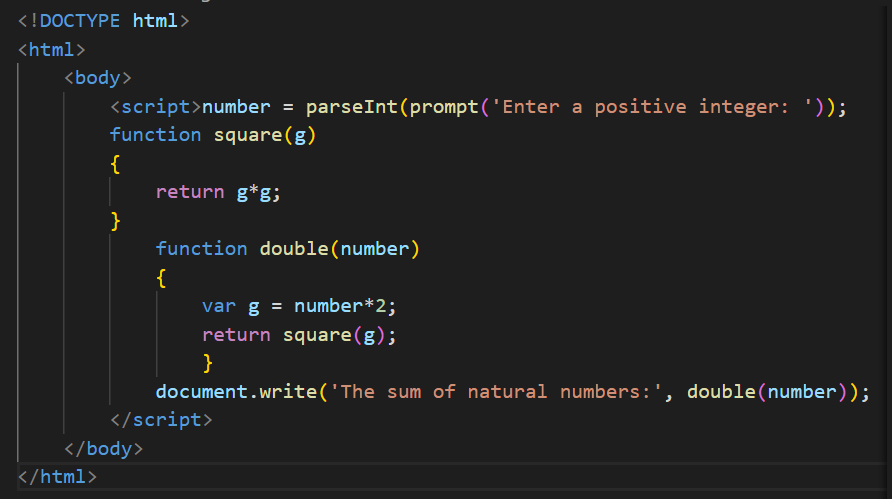 <!DOCTYPE html>
<html>
<body>
<script>number = parseInt(prompt('Enter a positive integer: '));
function square(g)
{
return g*g;
}
function double(number)
{
var g = number*2;
return square(g);
}
document.write('The sum of natural numbers:', double(number));
</script>
</body>
</html>